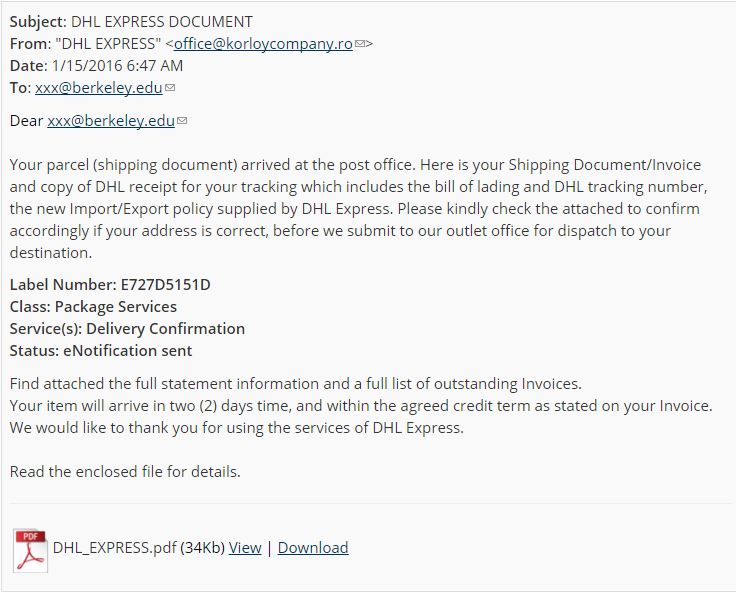 Subject: DHL EXPRESS DOCUMENT
From: "DHL EXPRESS" <office@korloycompany.ro>
Date: 1/15/2016 6:47 AM
To: xxx@berkeley.edu
Dear xxx@berkeley.edu
Your parcel (shipping document) arrived at the post office. Here is your Shipping Document/Invoice
and copy of DHL receipt for your tracking which includes the bill of lading and DHL tracking number,
the new Import/Export policy supplied by DHL Express. Please kindly check the attached to confirm
accordingly if your address is correct, before we submit to our outlet office for dispatch to your
destination.
Label Number: E727D5151D
Class: Package Services
Service(s): Delivery Confirmation
Status: eNotification sent
Find attached the full statement information and a full list of outstanding Invoices.
Your item will arrive in two (2) days time, and within the agreed credit term as stated on your Invoice.
We would like to thank you for using the services of DHL Express.
Read the enclosed file for details.
PDF
DHL_EXPRESS.pdf (34Kb) View | Download